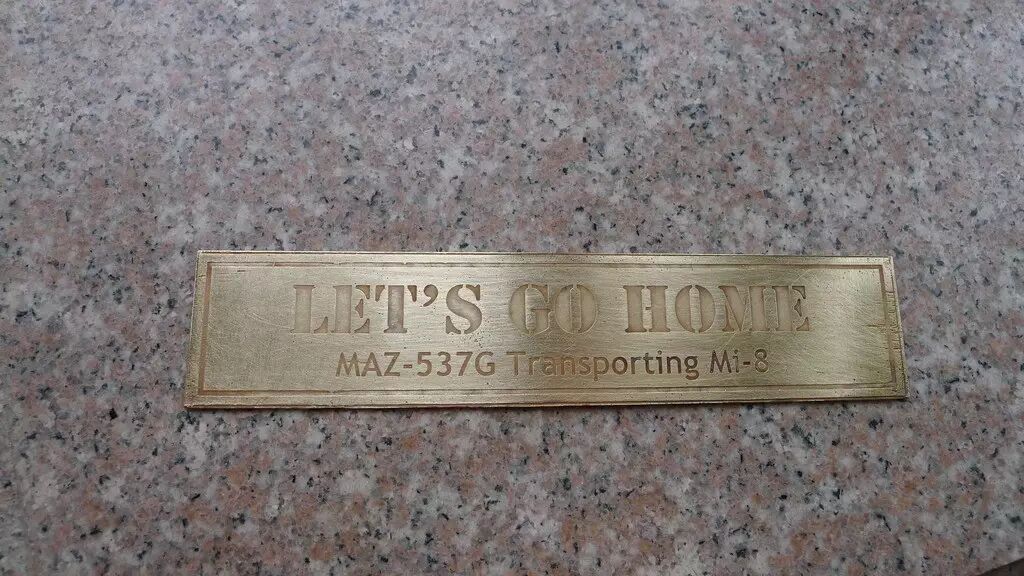 LET'S GO HOME
MAZ-537G Transporting Mi-8